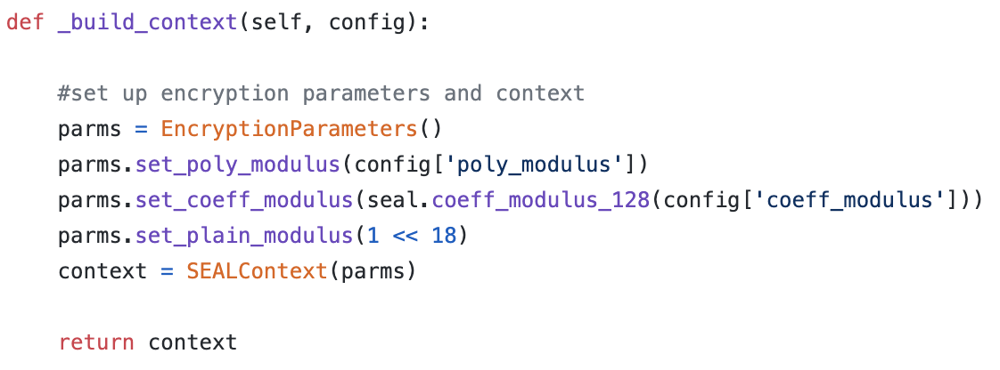 def _build_context(self, config):
    #set up encryption parameters and context
    parms = EncryptionParameters()
    parms.set_poly_modulus(config['poly_modulus'])
    parms.set_coeff_modulus(seal.coeff_modulus_128(config['coeff_modulus']))
    parms.set_plain_modulus(1 << 18)
    context = SEALContext(parms)
    return context